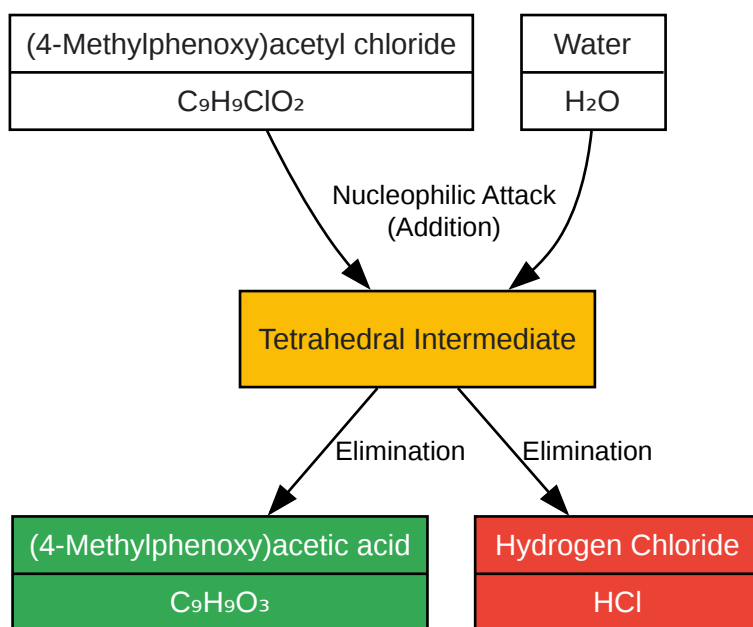 (4-Methylphenoxy)acetyl chloride
C₉H₉ClO₂
Water
H₂O
Nucleophilic Attack
(Addition)
Tetrahedral Intermediate
Elimination
Elimination
(4-Methylphenoxy)acetic acid
C₉H₉O₃
Hydrogen Chloride
HCl